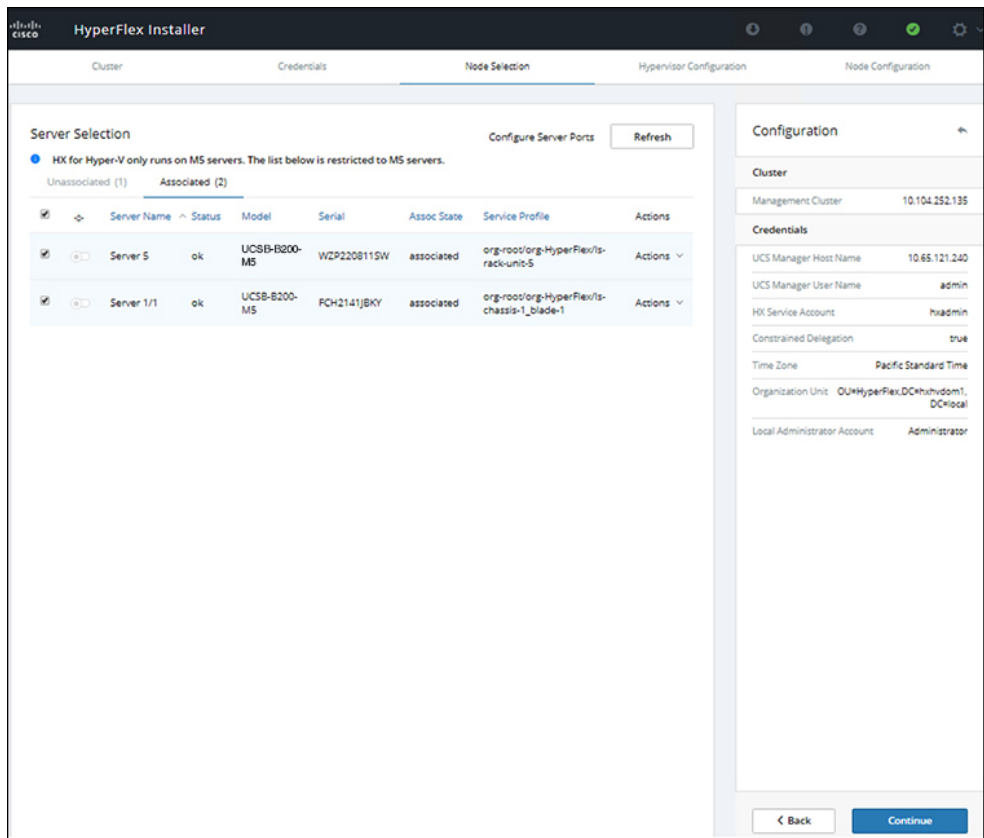 CISCO
HyperFlex Installer
Cluster
Credentials
Node Selection
Hypervisor Configuration
Node Configuration
Server Selection
Configure Server Ports
Refresh
HX for Hyper-V only runs on M5 servers. The list below is restricted to M5 servers.
Unassociated (1)
Associated (2)
Server Name Status Model Serial Assoc State Service Profile Actions
Server 5 ok UCSB-B200-M5 WZP220811SW associated org-root/org-HyperFlex/ls-rack-unit-5 Actions
Server 1/1 ok UCSB-B200-M5 FCH2141JBKY associated org-root/org-HyperFlex/ls-chassis-1_blade-1 Actions
Configuration
Cluster
Management Cluster 10.104.252.135
Credentials
UCS Manager Host Name 10.65.121.240
UCS Manager User Name admin
HX Service Account hxadmin
Constrained Delegation true
Time Zone Pacific Standard Time
Organization Unit OU=HyperFlex,DC=hxhvdom1,
DC=local
Local Administrator Account Administrator
< Back
Continue